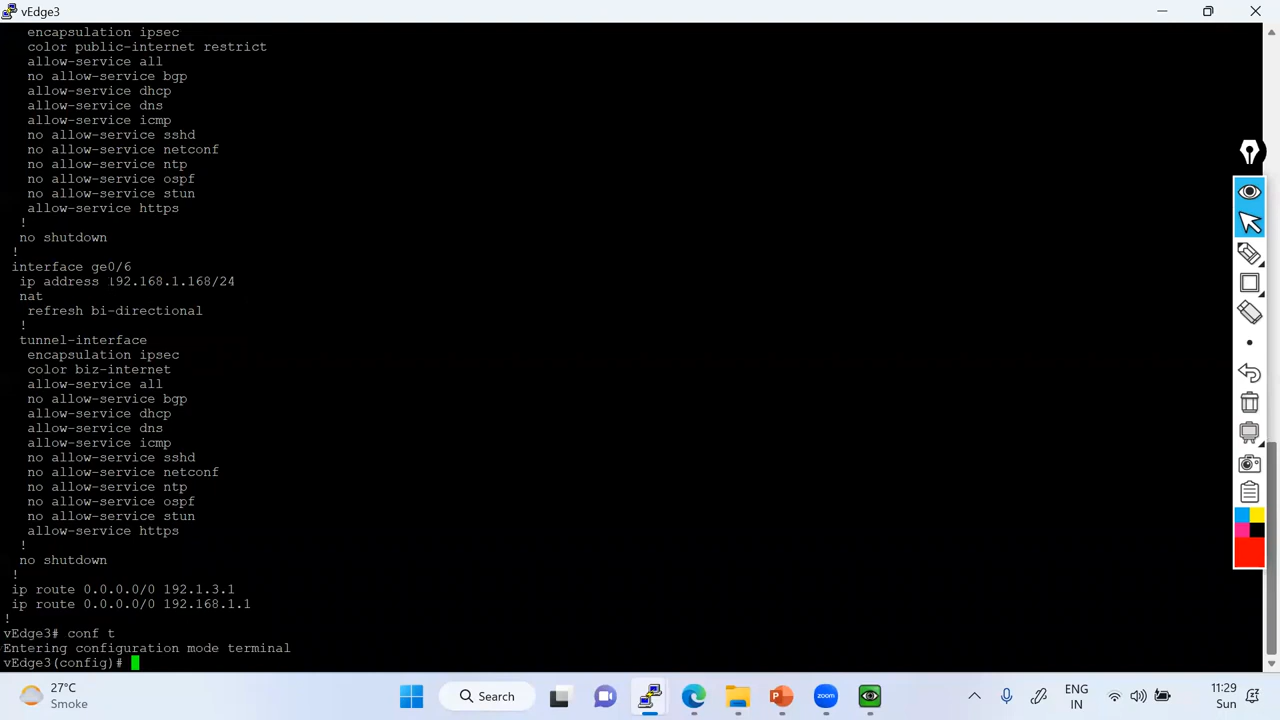 vEdge3
encapsulation ipsec
color public-internet restrict
allow-service all
no allow-service bgp
allow-service dhcp
allow-service dns
allow-service icmp
no allow-service sshd
no allow-service netconf
no allow-service ntp
no allow-service ospf
no allow-service stun
allow-service https
!
no shutdown
!
interface ge0/6
ip address 192.168.1.168/24
nat
refresh bi-directional
!
tunnel-interface
encapsulation ipsec
color biz-internet
allow-service all
no allow-service bgp
allow-service dhcp
allow-service dns
allow-service icmp
no allow-service sshd
no allow-service netconf
no allow-service ntp
no allow-service ospf
no allow-service stun
allow-service https
!
no shutdown
!
ip route 0.0.0.0/0 192.1.3.1
ip route 0.0.0.0/0 192.168.1.1
!
vEdge3# conf t
Entering configuration mode terminal
vEdge3(config)#
27°C
Smoke
Search
zoom
ENG
IN
11:29
Sun